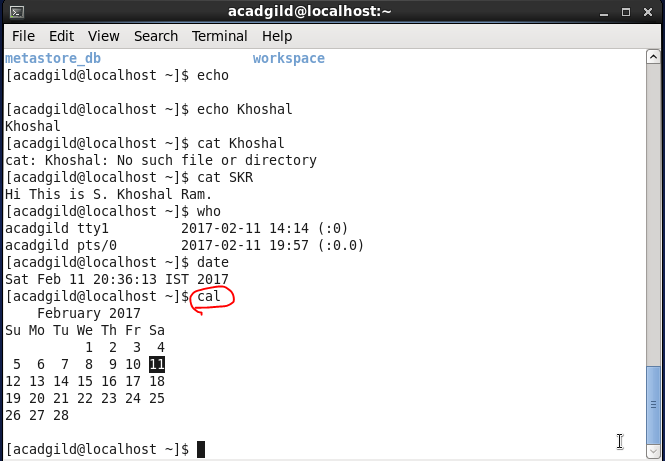 acadgild@localhost:~
File Edit View Search Terminal Help
metastore_db                   workspace
[acadgild@localhost ~]$ echo

[acadgild@localhost ~]$ echo Khoshal
Khoshal
[acadgild@localhost ~]$ cat Khoshal
cat: Khoshal: No such file or directory
[acadgild@localhost ~]$ cat SKR
Hi This is S. Khoshal Ram.
[acadgild@localhost ~]$ who
acadgild tty1         2017-02-11 14:14 (:0)
acadgild pts/0        2017-02-11 19:57 (:0.0)
[acadgild@localhost ~]$ date
Sat Feb 11 20:36:13 IST 2017
[acadgild@localhost ~]$ cal
    February 2017
Su Mo Tu We Th Fr Sa
          1  2  3  4
 5  6  7  8  9 10 11
12 13 14 15 16 17 18
19 20 21 22 23 24 25
26 27 28

[acadgild@localhost ~]$